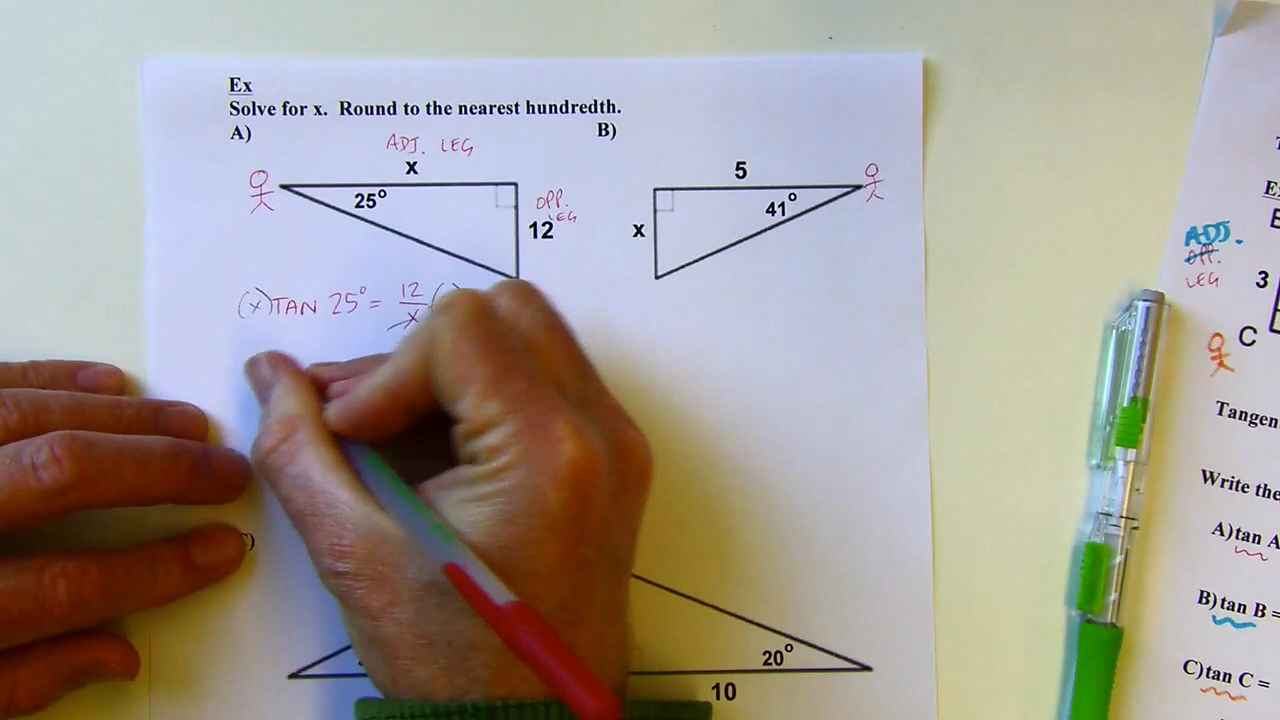 Ex
Solve for x. Round to the nearest hundredth.
A)
B)
ADJ. LEG
x
25°
OPP.
LEG
12
5
41°
x
(x)TAN 25° = 12/x (
20°
10
ADJ.
OPP.
LEG
3
C
Write the
A) tan A
B) tan B =
C) tan C =